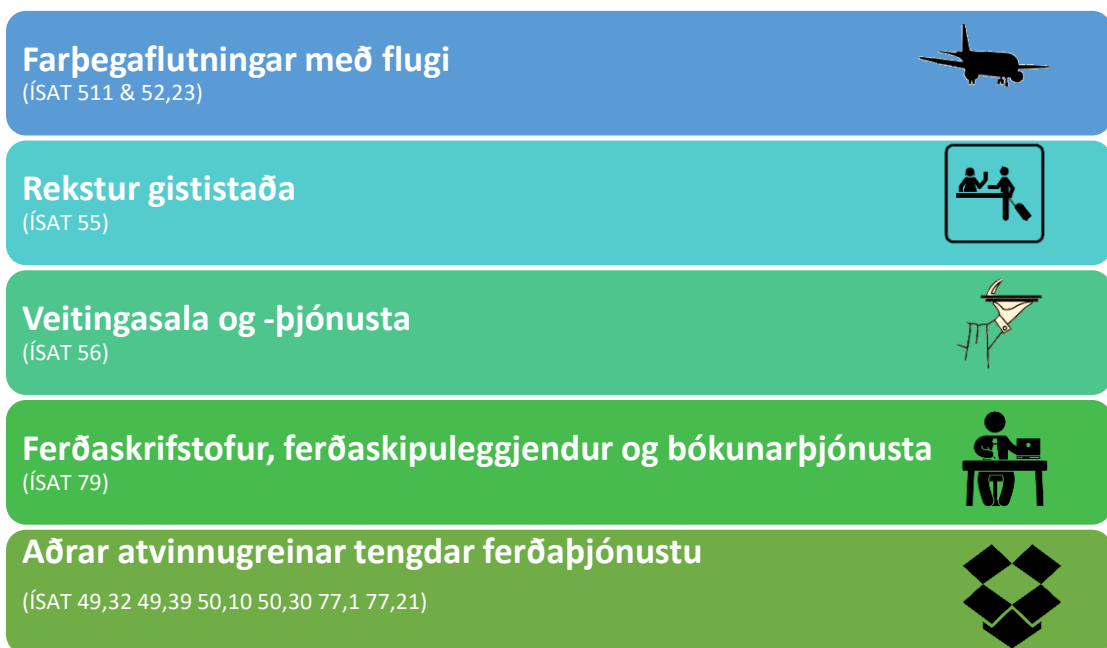 Farþegaflutningar með flugi
(ÍSAT 511 & 52,23)
Rekstur gististaða
(ÍSAT 55)
Veitingasala og -þjónusta
(ÍSAT 56)
Ferðaskrifstofur, ferðaskipuleggjendur og bókunarþjónusta
(ÍSAT 79)
Aðrar atvinnugreinar tengdar ferðaþjónustu
(ÍSAT 49,32 49,39 50,10 50,30 77,1 77,21)